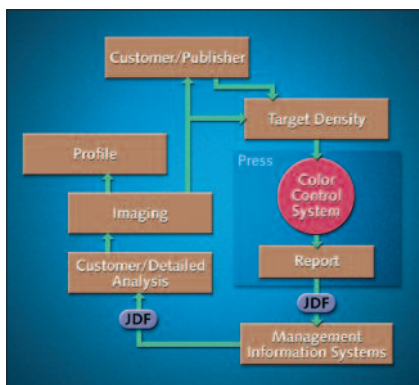 Customer/Publisher
Target Density
Profile
Press
Color
Control
System
Imaging
Customer/Detailed
Analysis
Report
JDF
JDF
Management
Information Systems